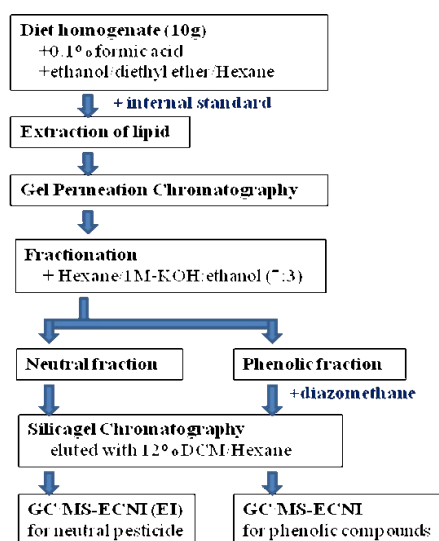 Diet homogenate (10g)
+0.1% formic acid
+ethanol/diethyl ether/Hexane
+ internal standard
Extraction of lipid
Gel Permeation Chromatography
Fractionation
+ Hexane/1M-KOH:ethanol (7:3)
Neutral fraction
Phenolic fraction
+diazomethane
Silicagel Chromatography
eluted with 12% DCM/Hexane
GC/MS-ECNI (EI)
for neutral pesticide
GC/MS-ECNI
for phenolic compounds